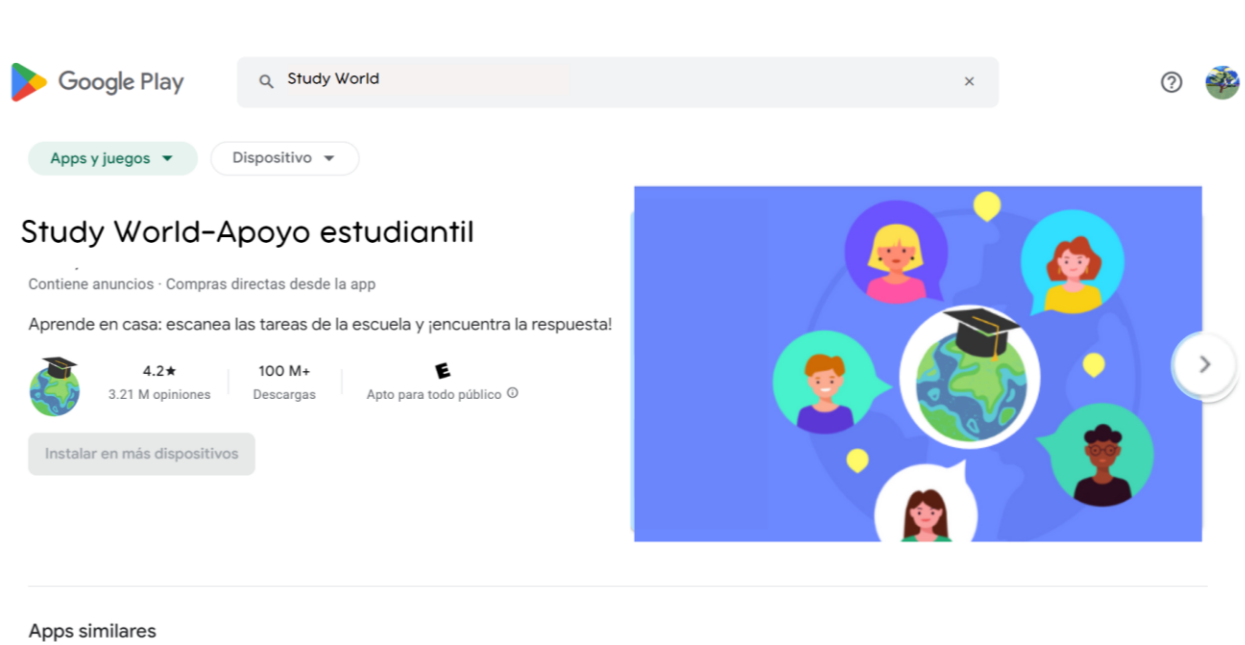 Google Play
Study World
Apps y juegos
Dispositivo
Study World-Apoyo estudiantil
Contiene anuncios · Compras directas desde la app
Aprende en casa: escanea las tareas de la escuela y ¡encuentra la respuesta!
4.2★ 100 M+ E
3.21 M opiniones Descargas Apto para todo público
Instalar en más dispositivos
Apps similares